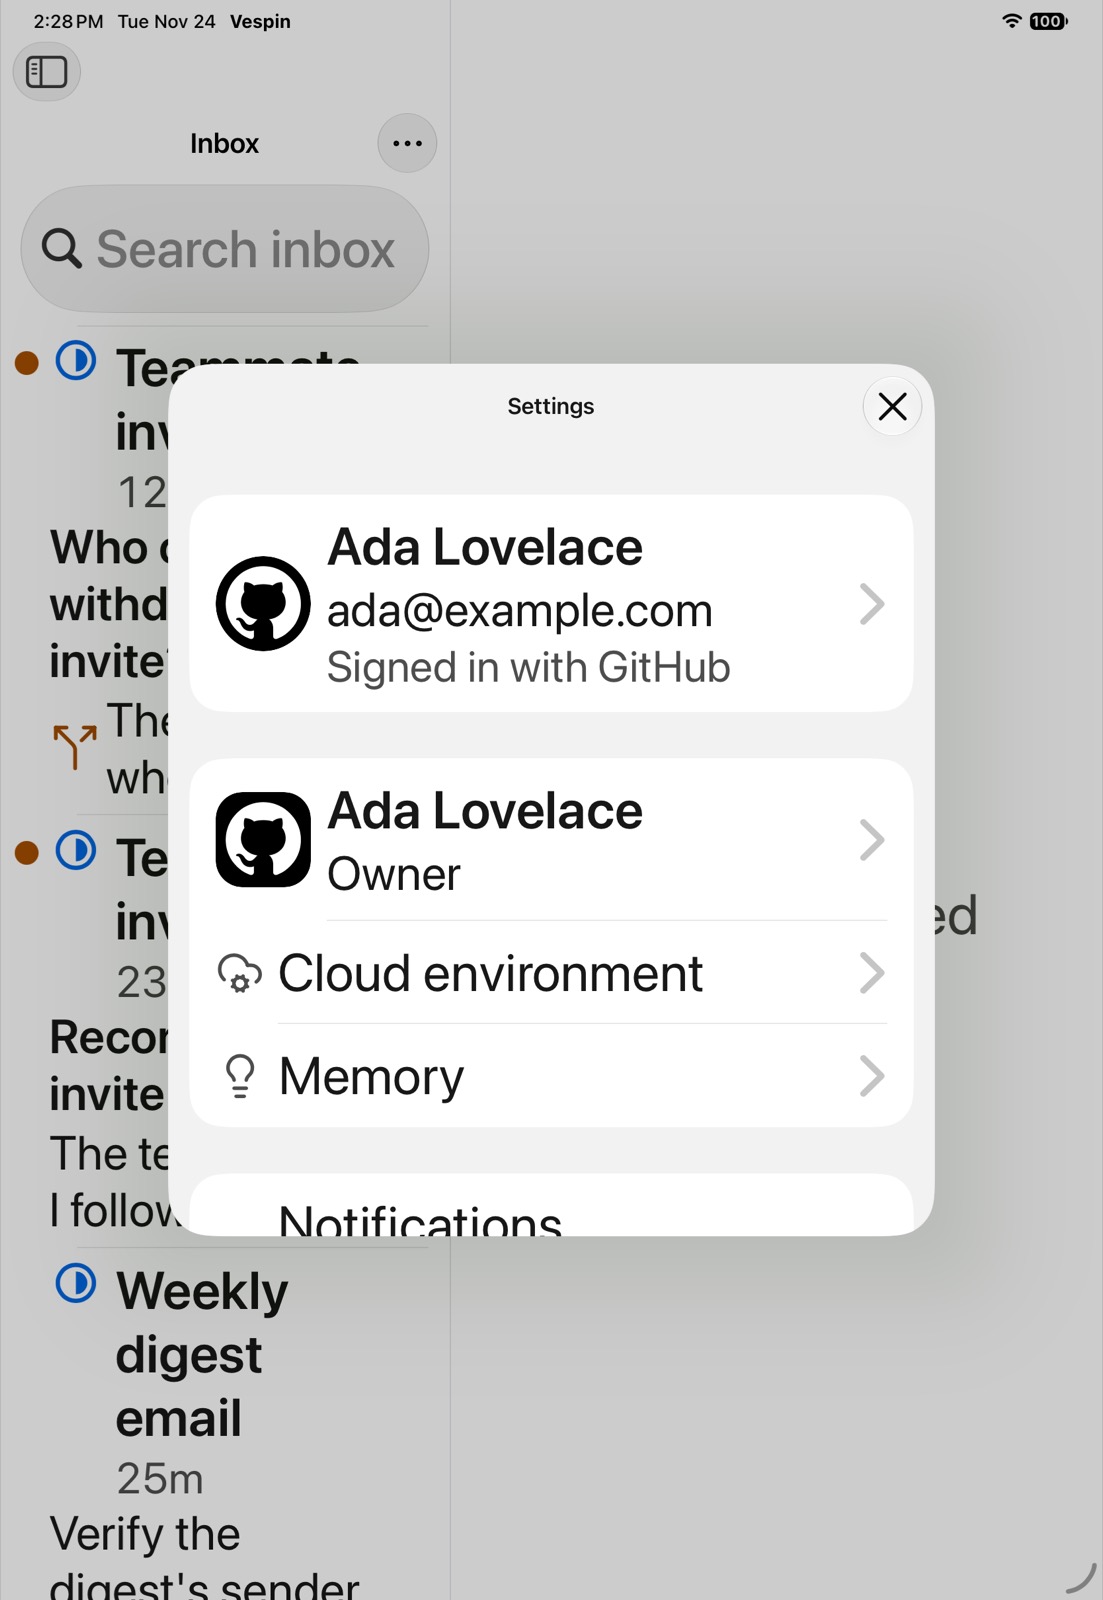 2:28 PM Tue Nov 24 Vespin
100
Inbox
Search inbox
Teammate
12
Who
withd
invite
The
Settings
Ada Lovelace
ada@example.com
Signed in with GitHub
Ada Lovelace
Owner
Cloud environment
Memory
Notifications
ed
23
invite
The te
I follow
Weekly
digest
email
25m
Verify the
digest's sender